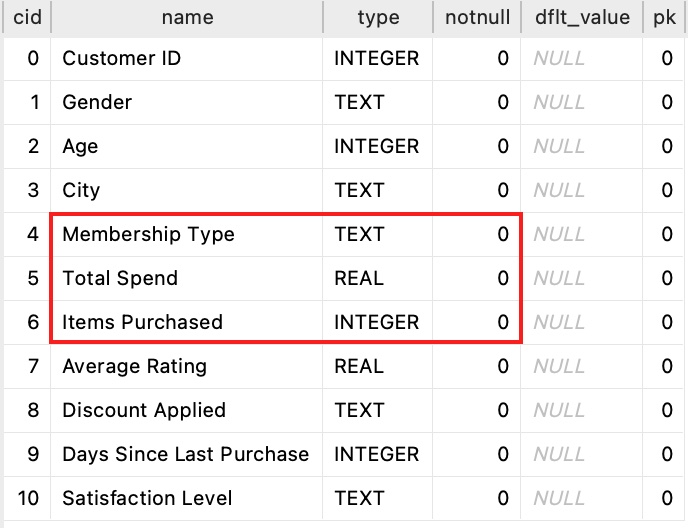 cid name type notnull dflt_value pk
0 Customer ID INTEGER 0 NULL 0
1 Gender TEXT 0 NULL 0
2 Age INTEGER 0 NULL 0
3 City TEXT 0 NULL 0
4 Membership Type TEXT 0 NULL 0
5 Total Spend REAL 0 NULL 0
6 Items Purchased INTEGER 0 NULL 0
7 Average Rating REAL 0 NULL 0
8 Discount Applied TEXT 0 NULL 0
9 Days Since Last Purchase INTEGER 0 NULL 0
10 Satisfaction Level TEXT 0 NULL 0